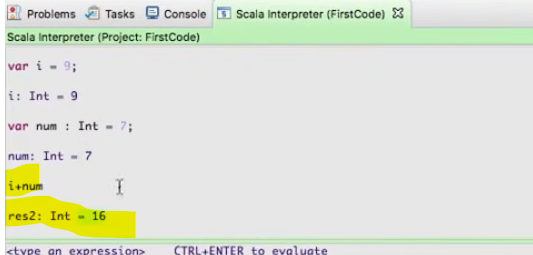 Problems Tasks Console Scala Interpreter (FirstCode)
Scala Interpreter (Project: FirstCode)
var i = 9;
i: Int = 9
var num : Int = 7;
num: Int = 7
i+num
res2: Int = 16
<type an expression> CTRL+ENTER to evaluate